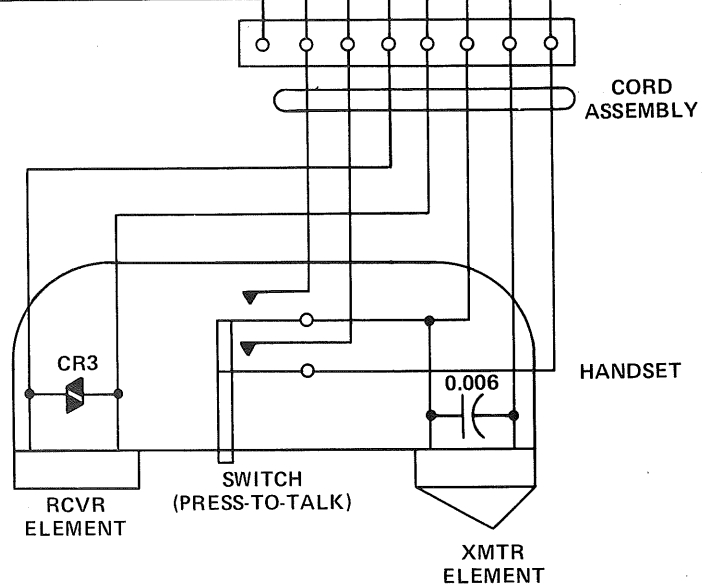 CORD
ASSEMBLY
CR3
0.006
HANDSET
SWITCH
(PRESS-TO-TALK)
RCVR
ELEMENT
XMTR
ELEMENT